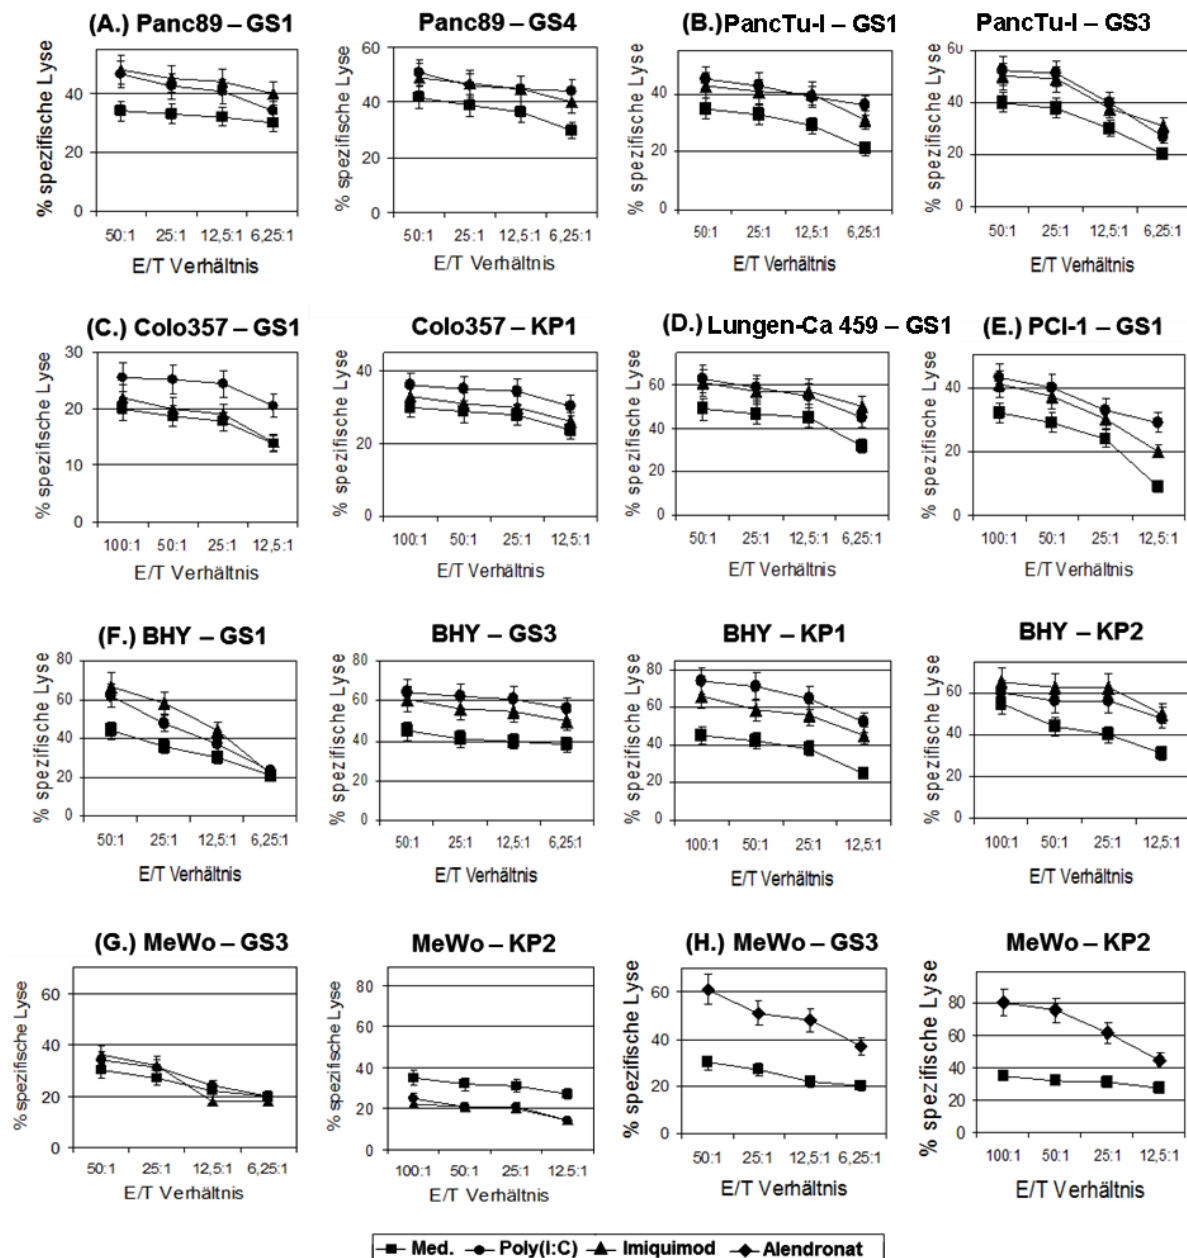 (A.) Panc89 – GS1
% spezifische Lyse
40
20
0
50:1 25:1 12,5:1 6,25:1
E/T Verhältnis
Panc89 – GS4
% spezifische Lyse
60
40
20
0
50:1 25:1 12,5:1 6,25:1
E/T Verhältnis
(B.) PancTu-I – GS1
% spezifische Lyse
40
20
0
50:1 25:1 12,5:1 6,25:1
E/T Verhältnis
PancTu-I – GS3
% spezifische Lyse
60
40
20
0
50:1 25:1 12,5:1 6,25:1
E/T Verhältnis
(C.) Colo357 – GS1
% spezifische Lyse
30
20
10
0
100:1 50:1 25:1 12,5:1
E/T Verhältnis
Colo357 – KP1
% spezifische Lyse
40
20
0
100:1 50:1 25:1 12,5:1
E/T Verhältnis
(D.) Lungen-Ca 459 – GS1
% spezifische Lyse
60
40
20
0
50:1 25:1 12,5:1 6,25:1
E/T Verhältnis
(E.) PCI-1 – GS1
% spezifische Lyse
40
20
0
100:1 50:1 25:1 12,5:1
E/T Verhältnis
(F.) BHY – GS1
% spezifische Lyse
80
60
40
20
0
50:1 25:1 12,5:1 6,25:1
E/T Verhältnis
BHY – GS3
% spezifische Lyse
80
60
40
20
0
50:1 25:1 12,5:1 6,25:1
E/T Verhältnis
BHY – KP1
% spezifische Lyse
80
60
40
20
0
100:1 50:1 25:1 12,5:1
E/T Verhältnis
BHY – KP2
% spezifische Lyse
60
40
20
0
100:1 50:1 25:1 12,5:1
E/T Verhältnis
(G.) MeWo – GS3
% spezifische Lyse
60
40
20
0
50:1 25:1 12,5:1 6,25:1
E/T Verhältnis
MeWo – KP2
% spezifische Lyse
80
60
40
20
0
100:1 50:1 25:1 12.5:1
E/T Verhältnis
(H.) MeWo – GS3
% spezifische Lyse
60
40
20
0
50:1 25:1 12,5:1 6,25:1
E/T Verhältnis
MeWo – KP2
% spezifische Lyse
80
60
40
20
0
100:1 50:1 25:1 12,5:1
E/T Verhältnis
Med. Poly(I:C) Imiquimod Alendronat